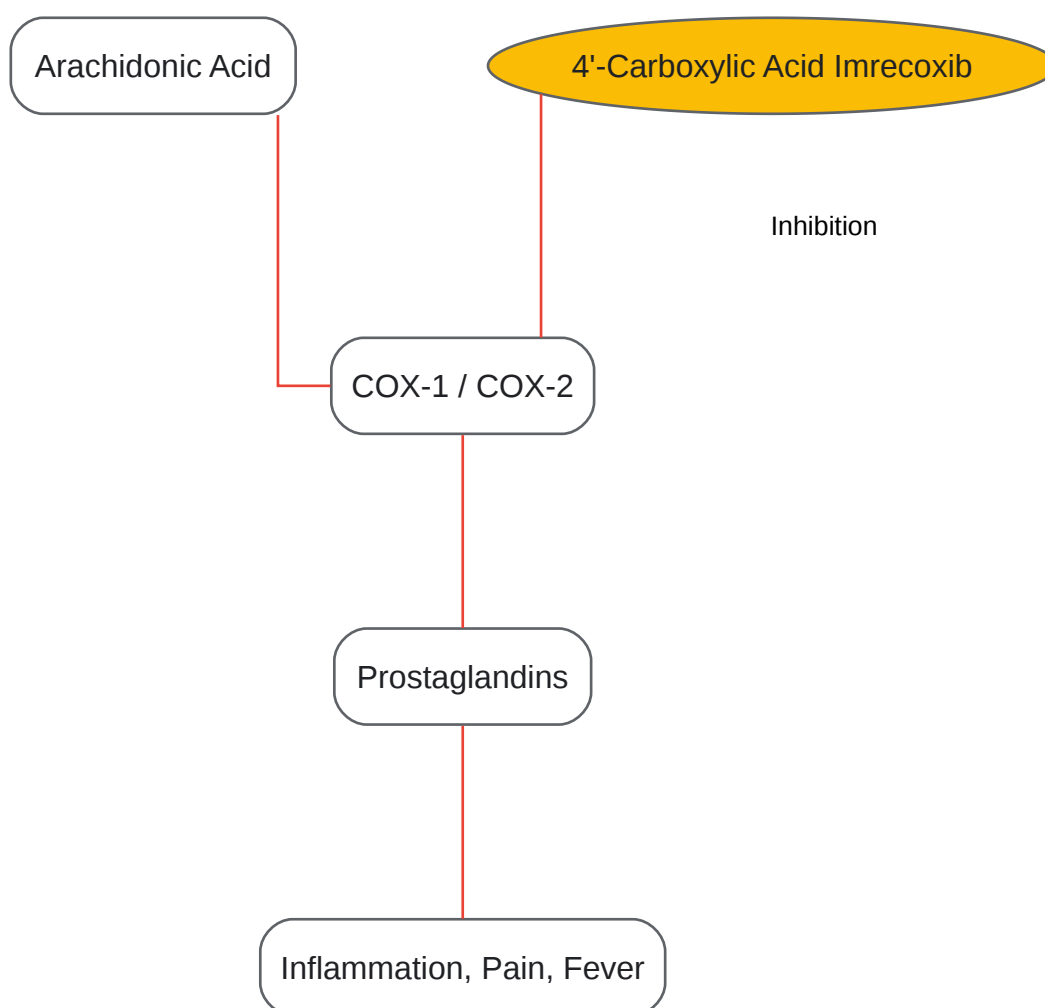 Arachidonic Acid
4'-Carboxylic Acid Imrecoxib
Inhibition
COX-1 / COX-2
Prostaglandins
Inflammation, Pain, Fever